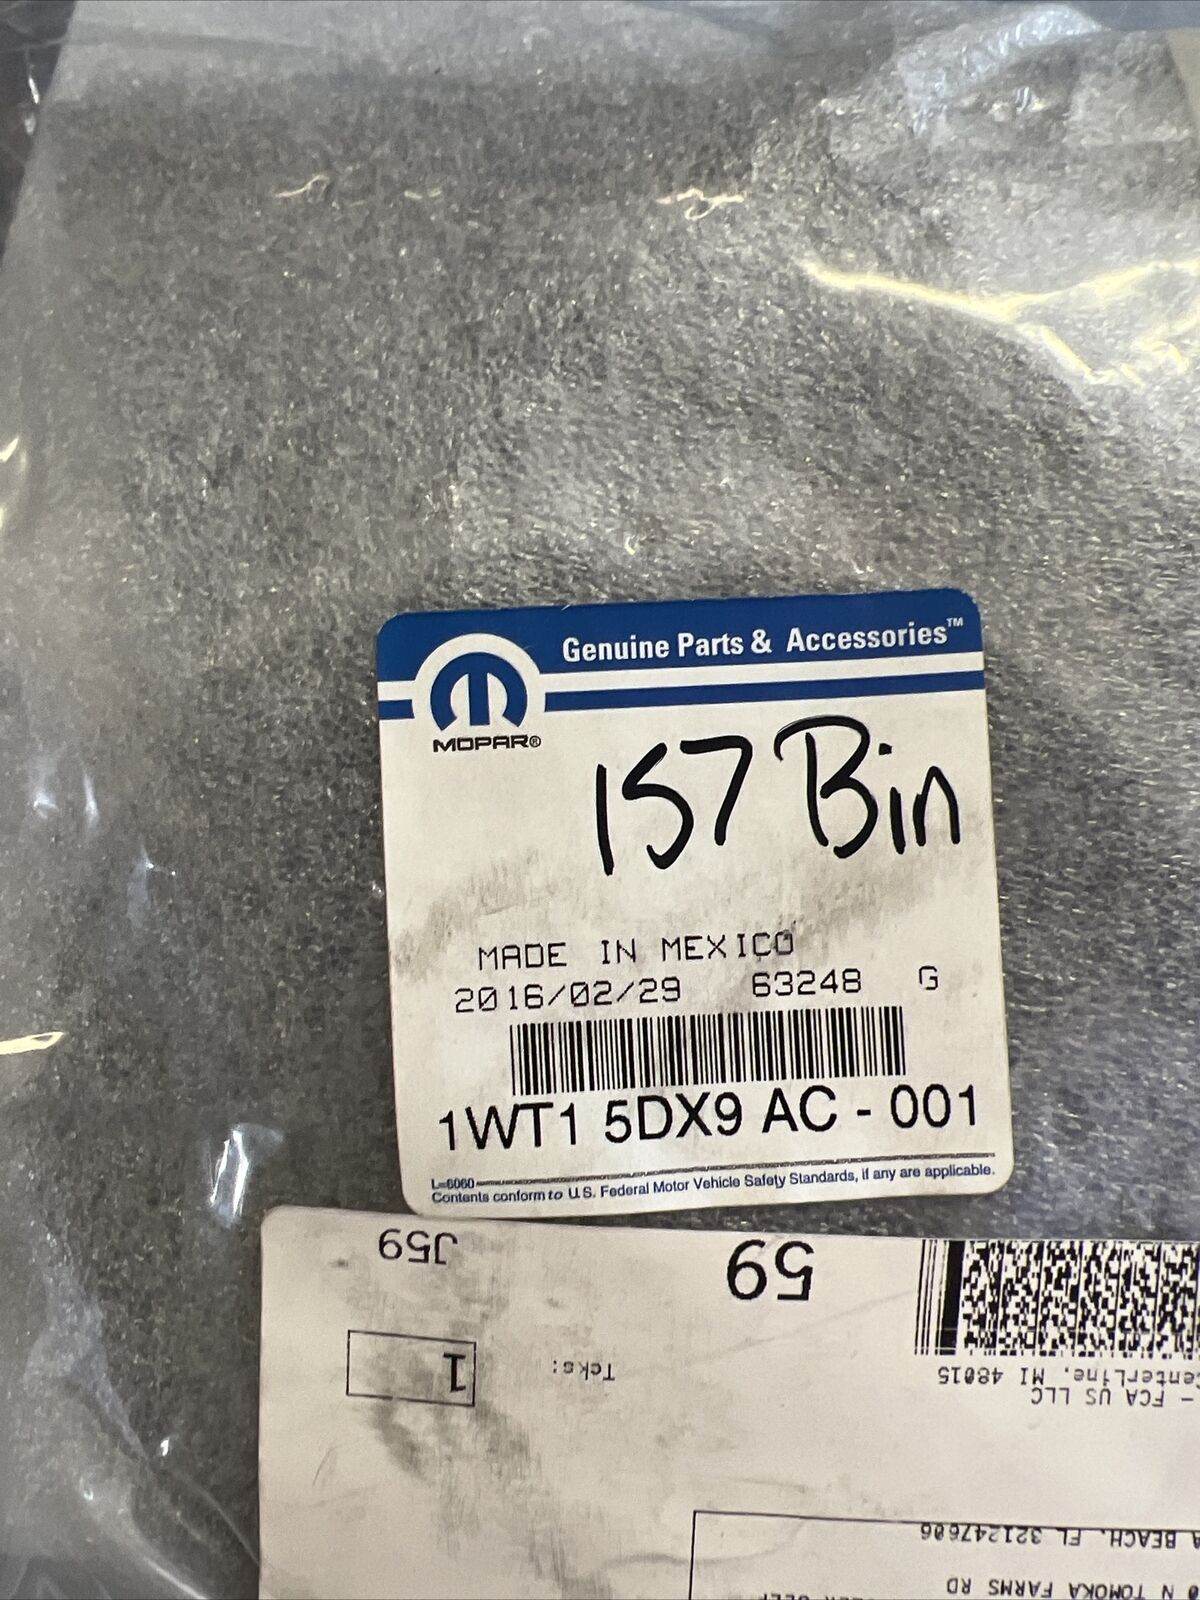 Genuine Parts & Accessories™
MOPAR®
157 Bin
MADE IN MEXICO
2016/02/29 63248 G
1WT1 5DX9 AC - 001
L=6060
Contents conform to U.S. Federal Motor Vehicle Safety Standards, if any are applicable.
J59
59
1
Tcks:
MI 48015
- FCA US LLC
BEACH, FL 321247606
N TOMOKA FARMS RD